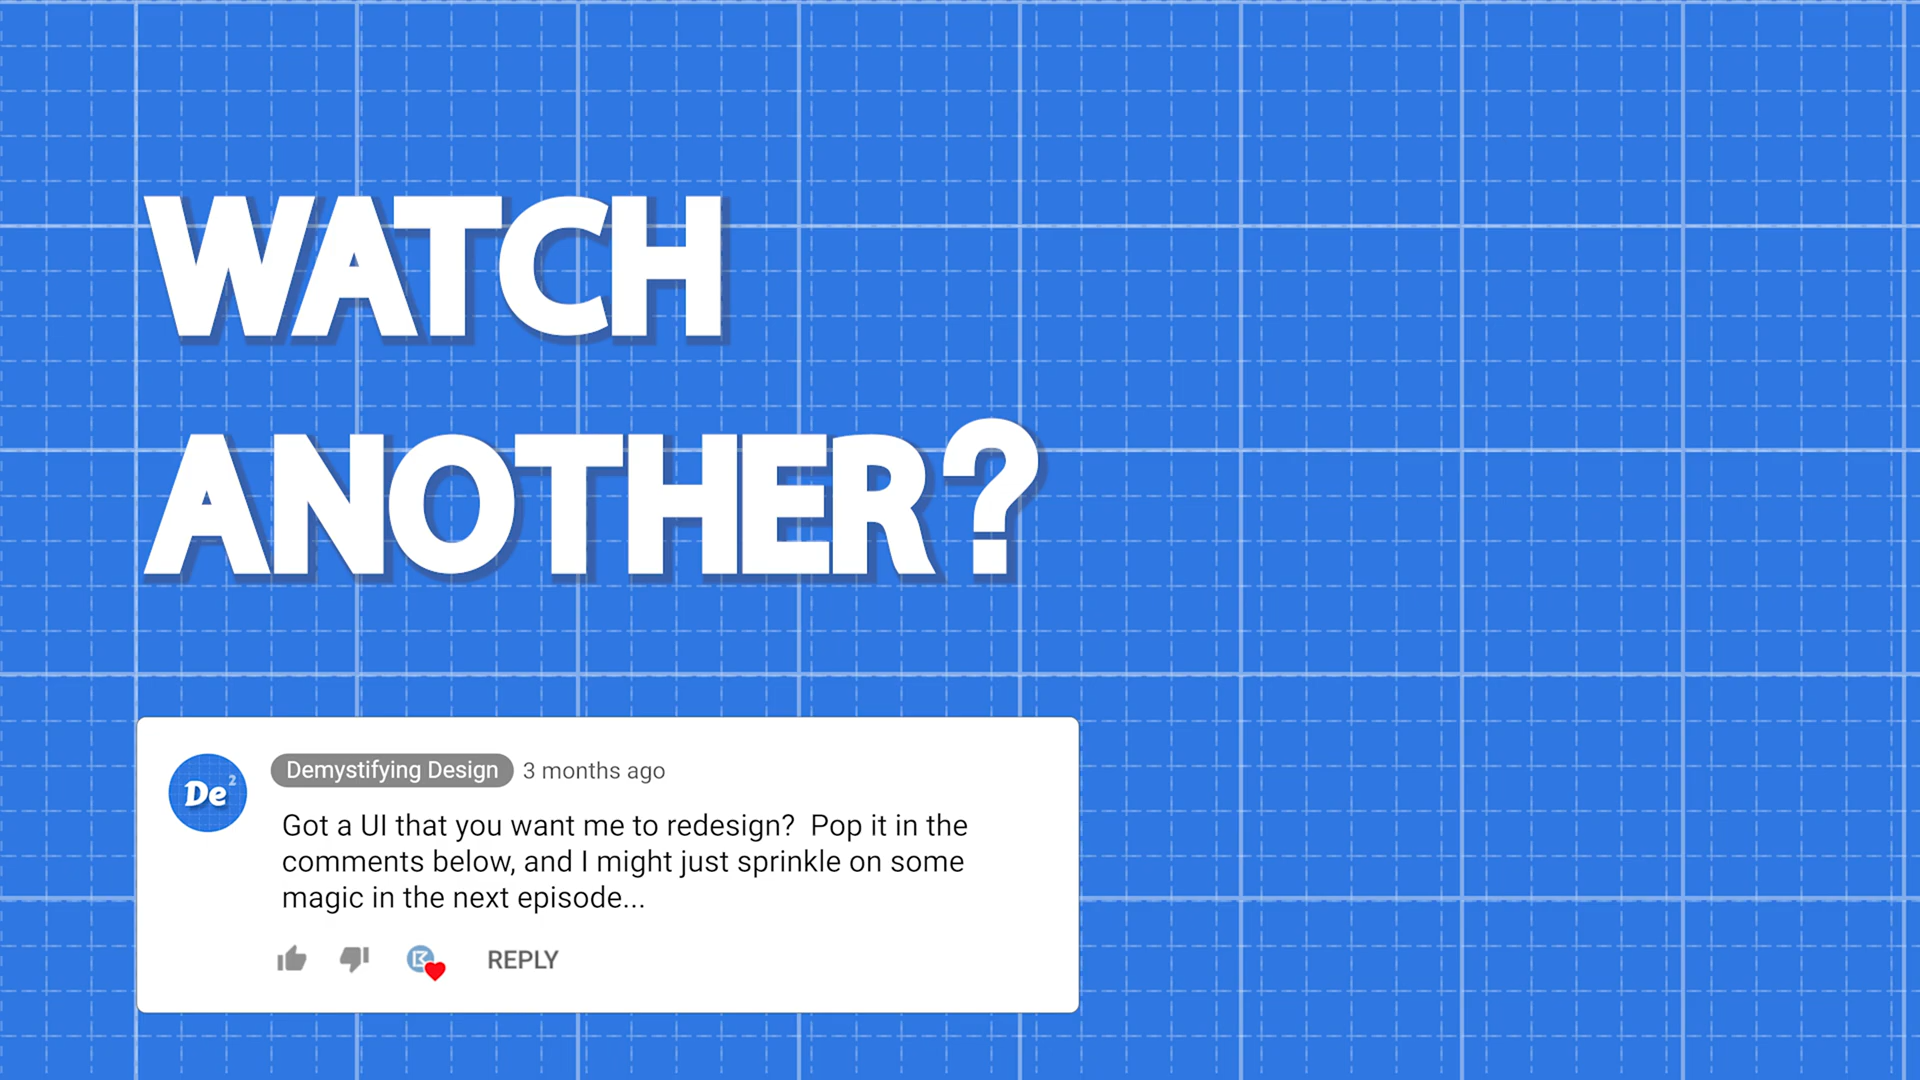 WATCH
ANOTHER?
De²
Demystifying Design 3 months ago
Got a UI that you want me to redesign?  Pop it in the
comments below, and I might just sprinkle on some
magic in the next episode...
REPLY